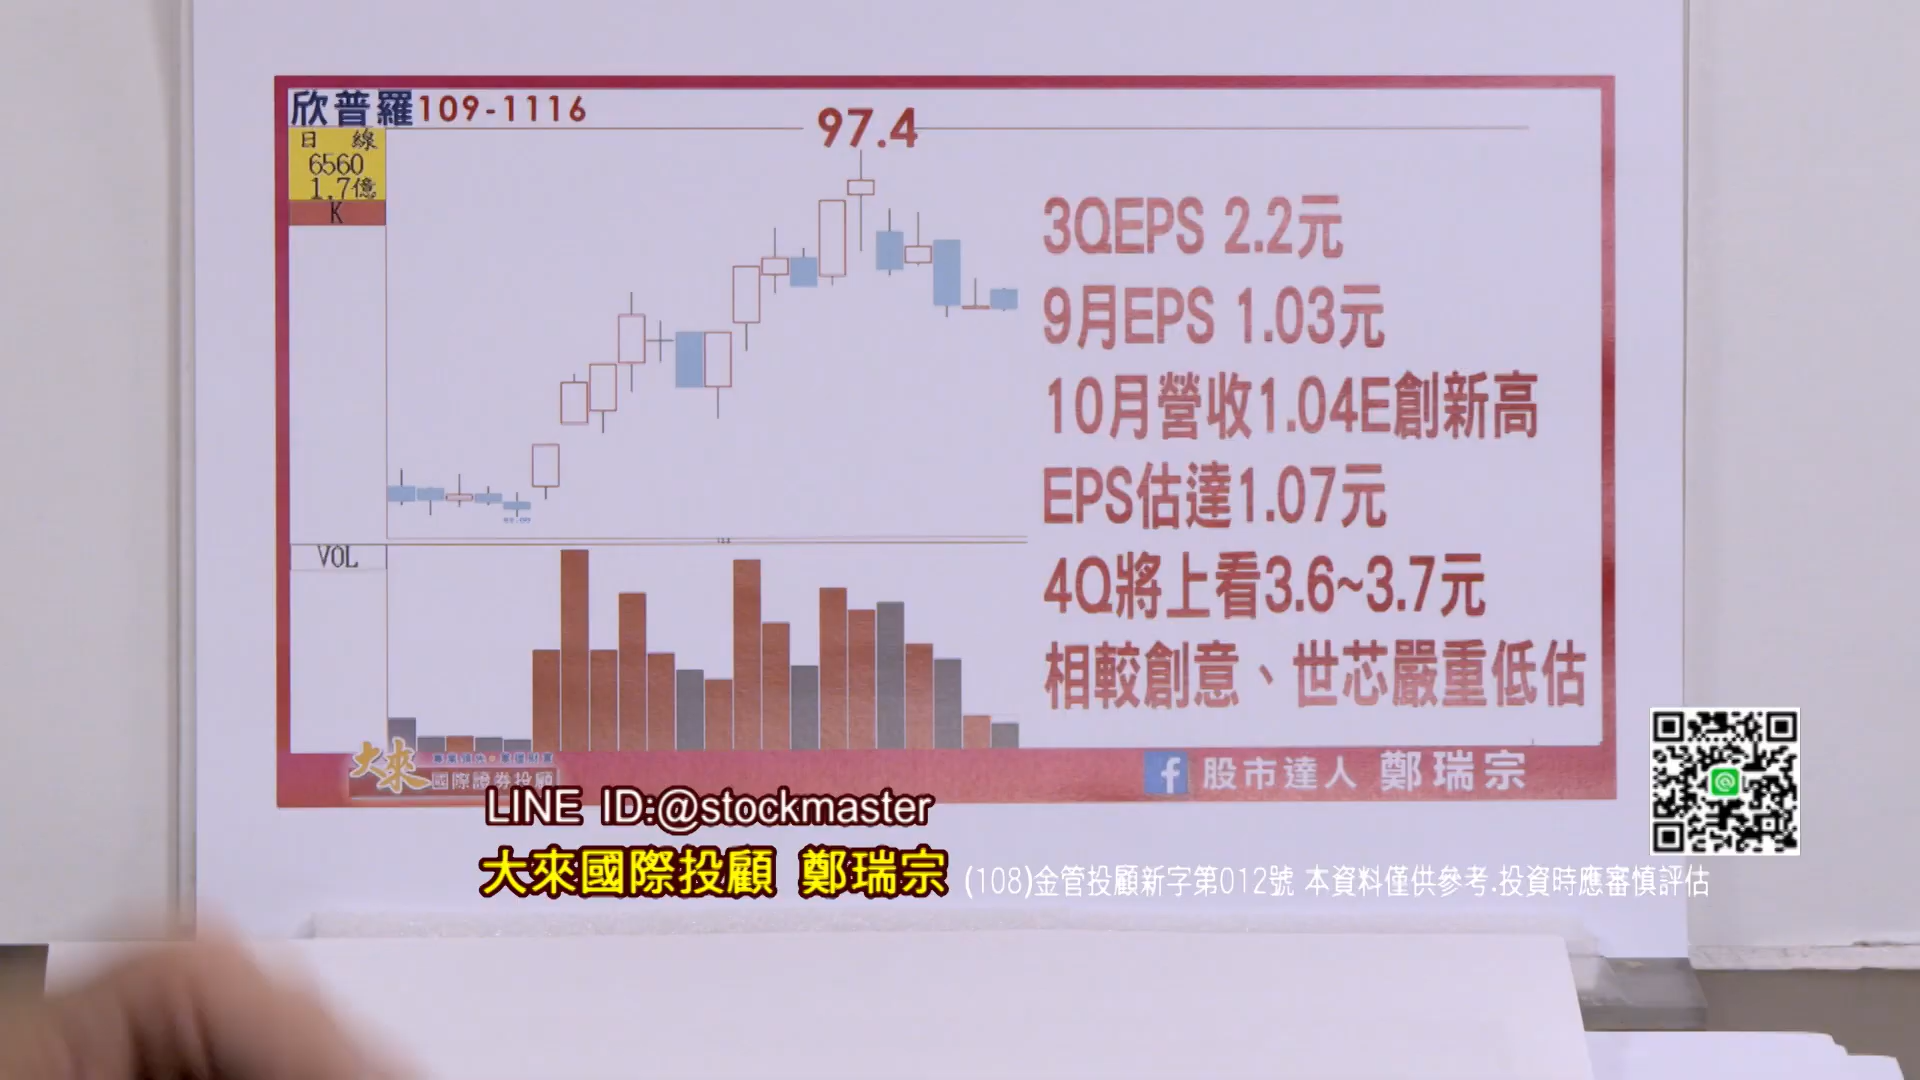 欣普羅109-1116
97.4
日 線
6560
1.7億
K
3QEPS 2.2元
9月EPS 1.03元
10月營收1.04E創新高
EPS估達1.07元
4Q將上看3.6~3.7元
相較創意、世芯嚴重低估
VOL
大來
國際證券投顧
f 股市達人 鄭瑞宗
LINE ID:@stockmaster
大來國際投顧 鄭瑞宗 (108)金管投顧新字第012號 本資料僅供參考.投資時應審慎評估